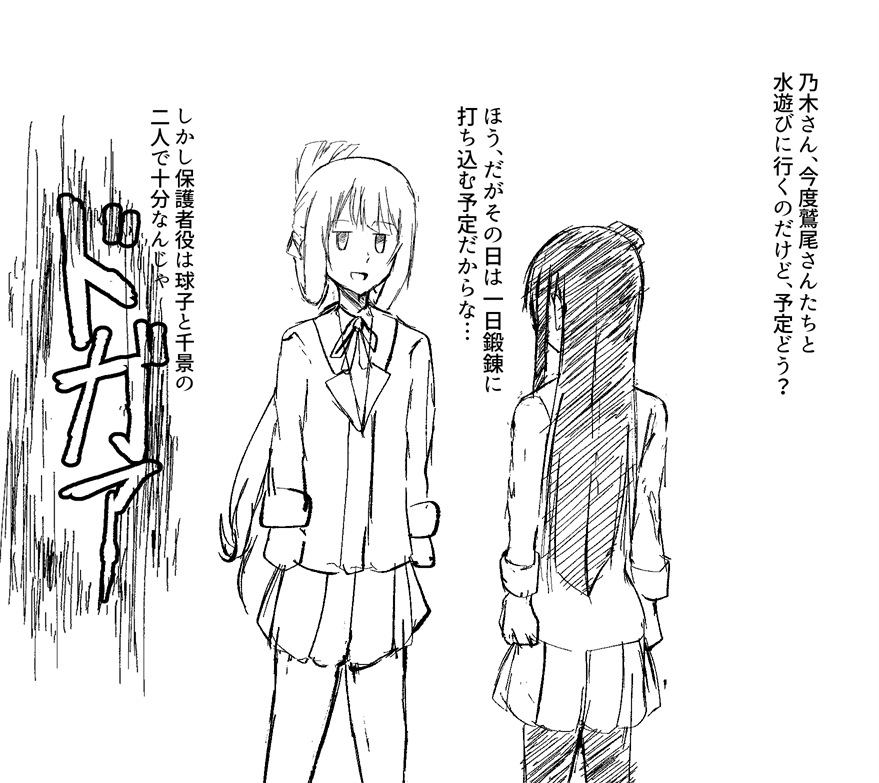 乃木さん、今度鷲尾さんたちと
水遊びに行くのだけど、予定どう？
ほう、だがその日は一日鍛錬に
打ち込む予定だからな…
しかし保護者役は球子と千景の
二人で十分なんじゃ
ドガァ